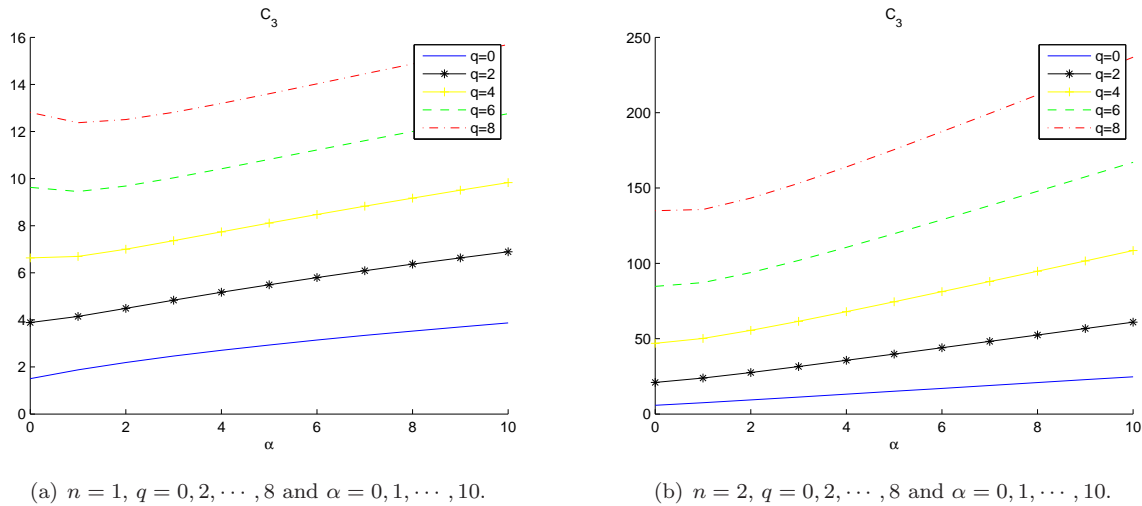 C₃
16
14
12
10
8
6
4
2
0
0 2 4 6 8 10
α
q=0
q=2
q=4
q=6
q=8
(a) n = 1, q = 0, 2, ⋯ , 8 and α = 0, 1, ⋯ , 10.
C₃
250
200
150
100
50
0
0 2 4 6 8 10
α
q=0
q=2
q=4
q=6
q=8
(b) n = 2, q = 0, 2, ⋯ , 8 and α = 0, 1, ⋯ , 10.